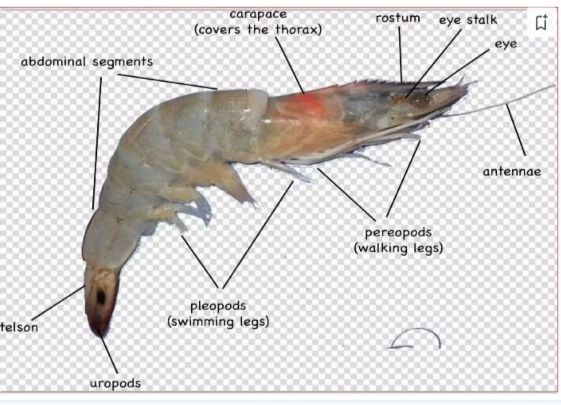 carapace
(covers the thorax)
rostum
eye stalk
eye
abdominal segments
antennae
pereopods
(walking legs)
pleopods
(swimming legs)
telson
uropods